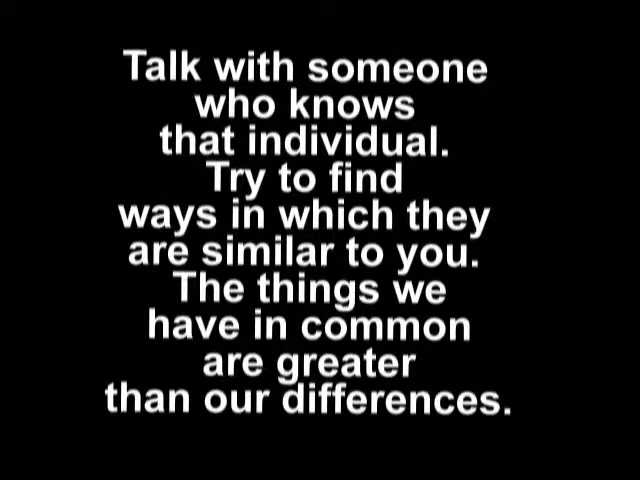 Talk with someone
who knows
that individual.
Try to find
ways in which they
are similar to you.
The things we
have in common
are greater
than our differences.